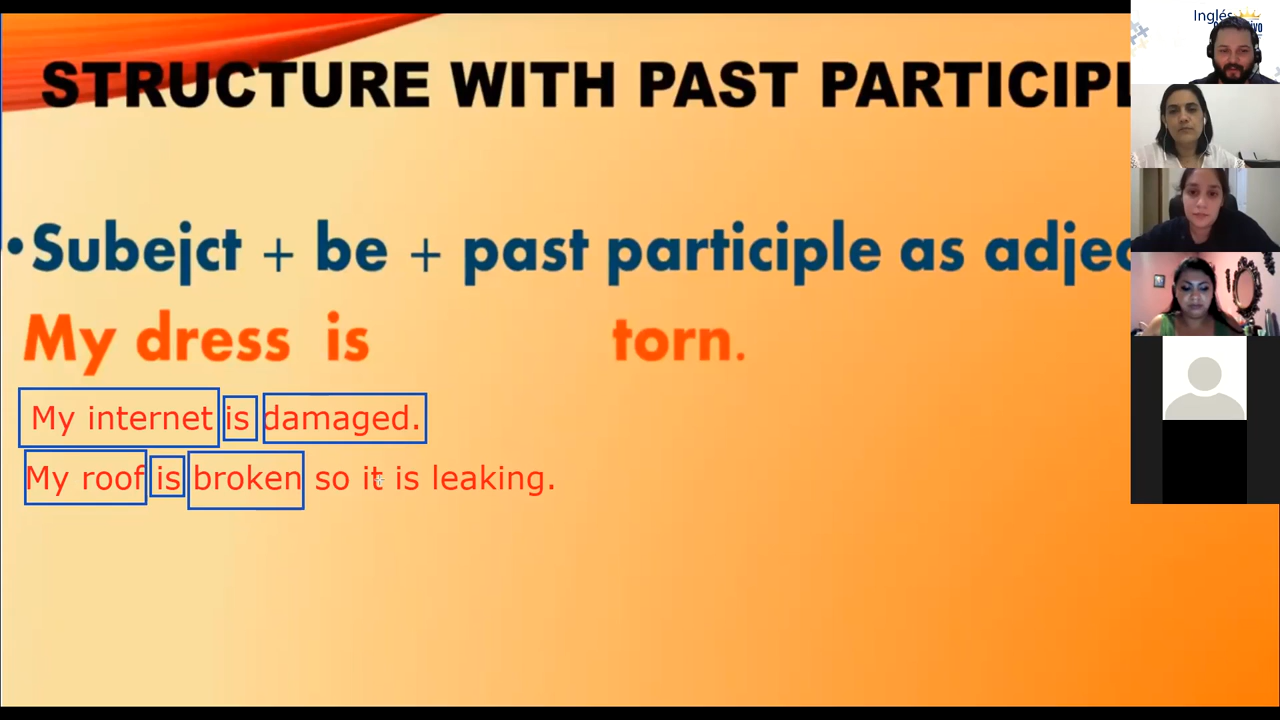 STRUCTURE WITH PAST PARTICIPL
•Subejct + be + past participle as adjec
My dress is torn.
My internet is damaged.
My roof is broken so it is leaking.
Inglés